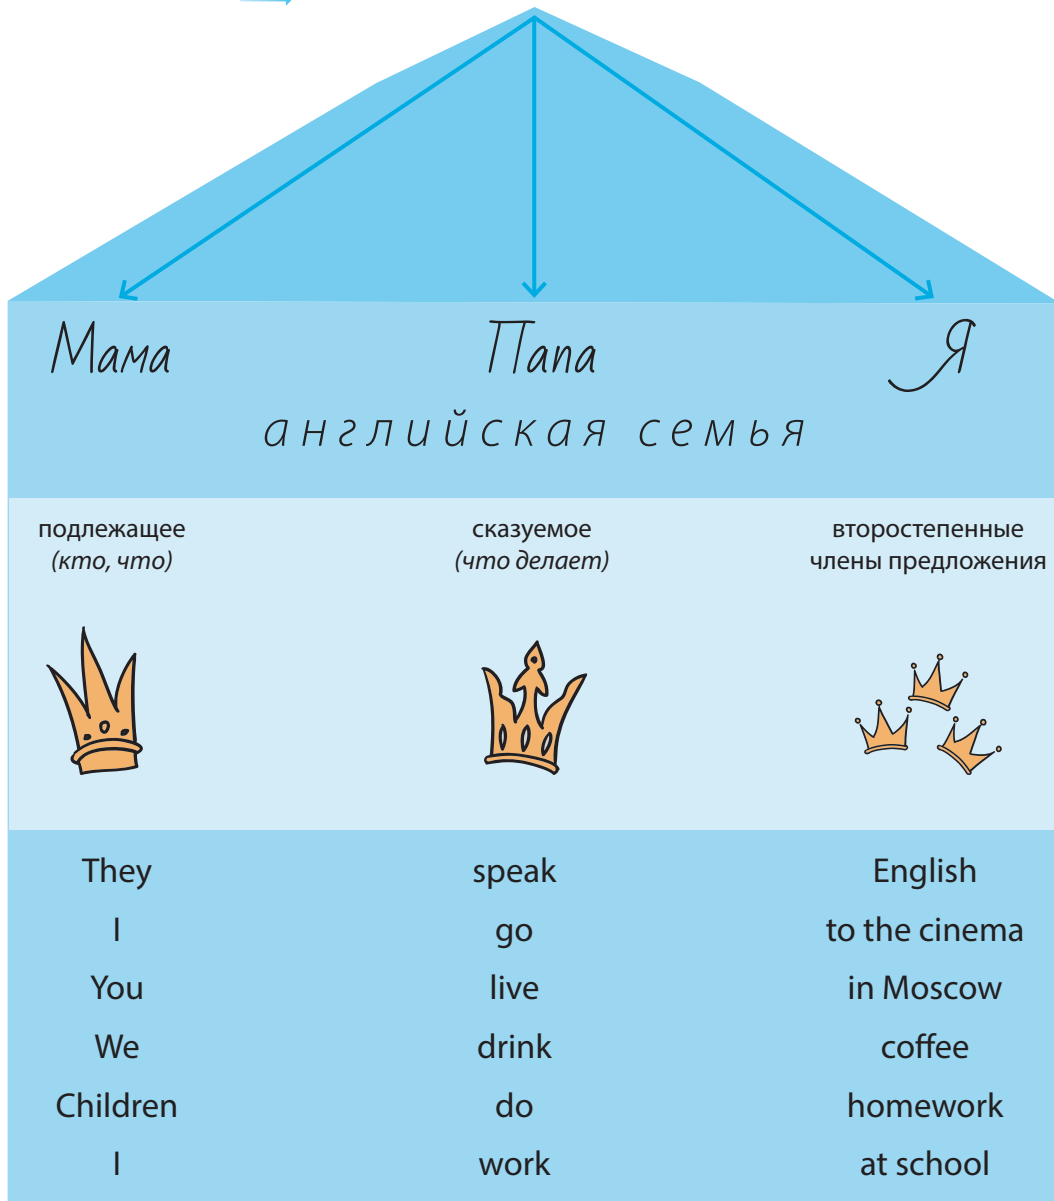 Мама Папа Я
английская семья
подлежащее сказуемое второстепенные
(кто, что) (что делает) члены предложения
They speak English
I go to the cinema
You live in Moscow
We drink coffee
Children do homework
I work at school